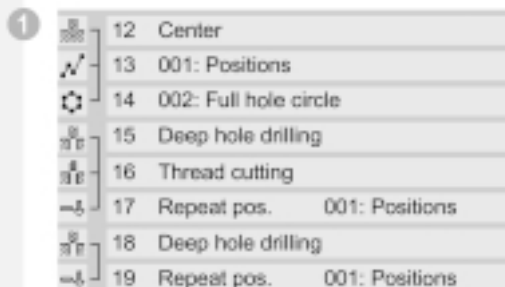 1
12 Center
13 001: Positions
14 002: Full hole circle
15 Deep hole drilling
16 Thread cutting
17 Repeat pos. 001: Positions
18 Deep hole drilling
19 Repeat pos. 001: Positions